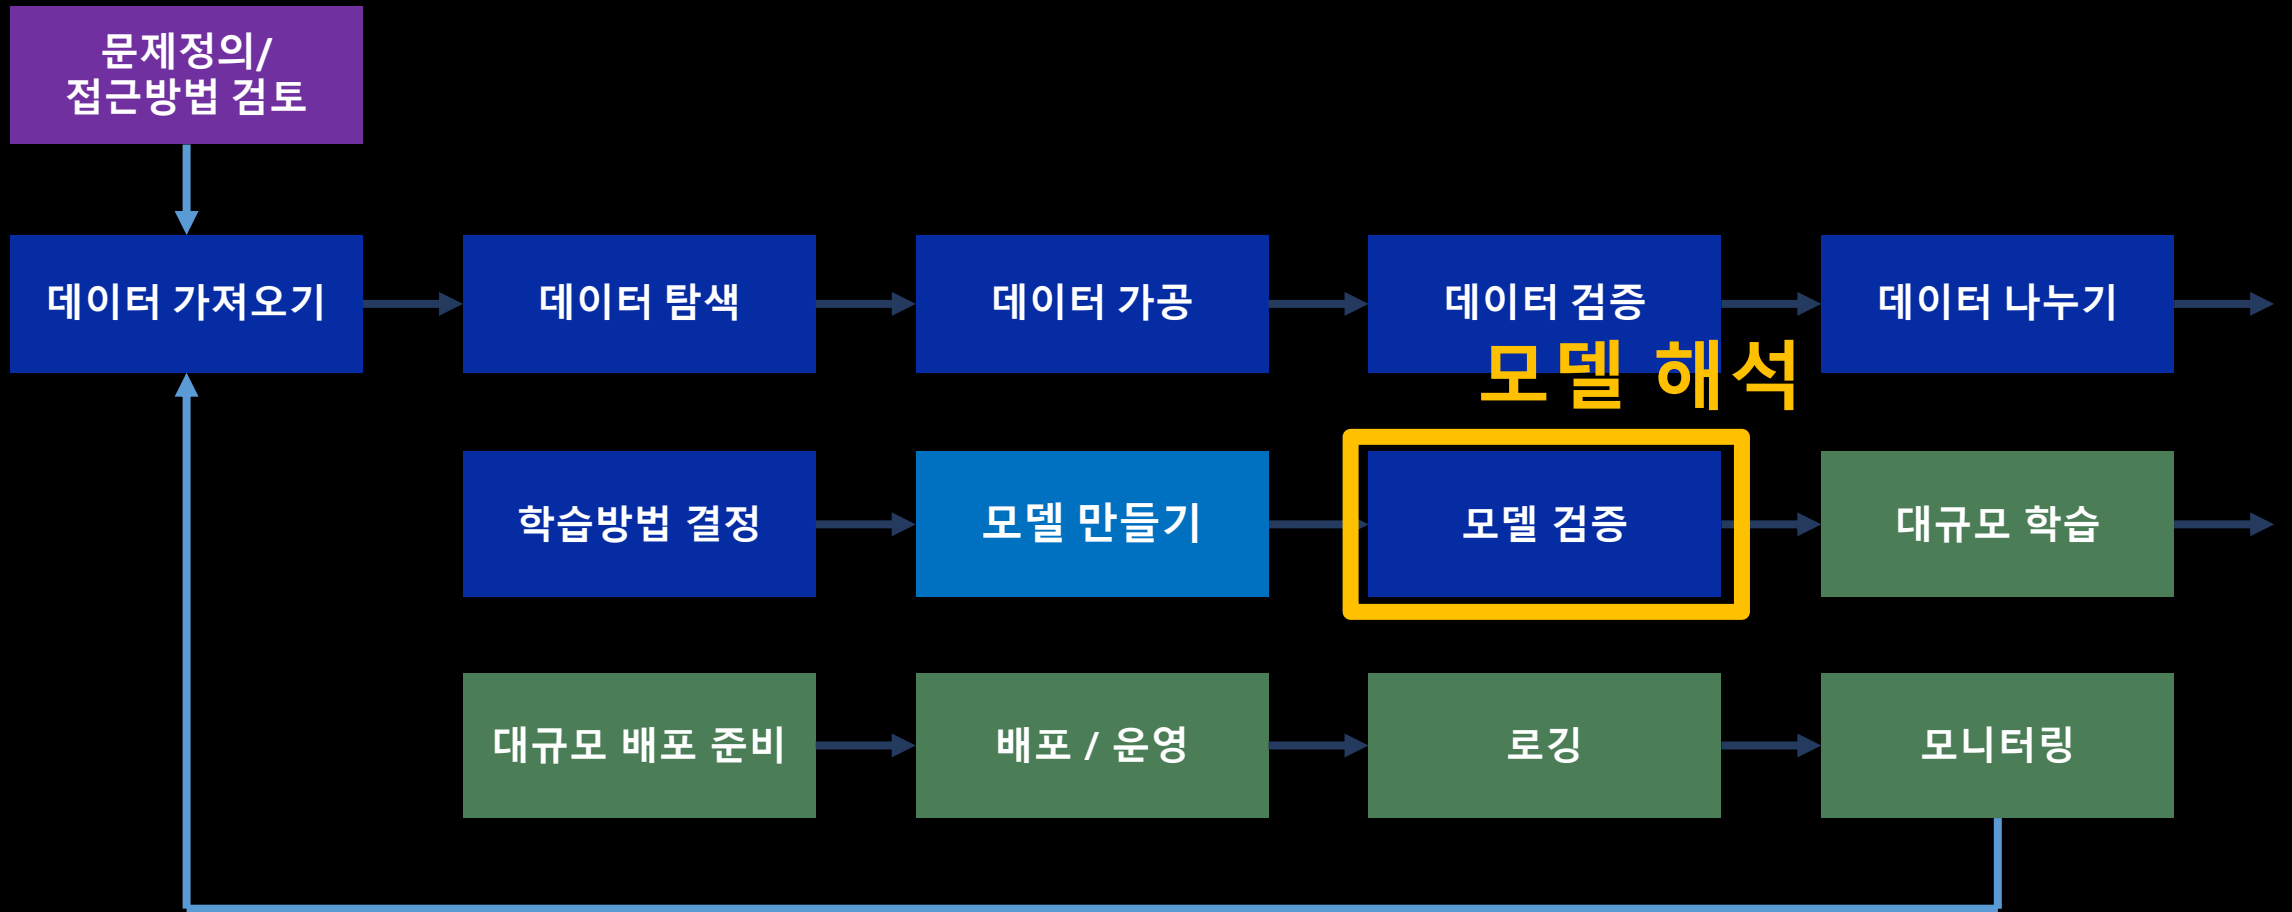 문제정의/
접근방법 검토
데이터 가져오기
데이터 탐색
데이터 가공
데이터 검증
데이터 나누기
모델 해석
학습방법 결정
모델 만들기
모델 검증
대규모 학습
대규모 배포 준비
배포 / 운영
로깅
모니터링